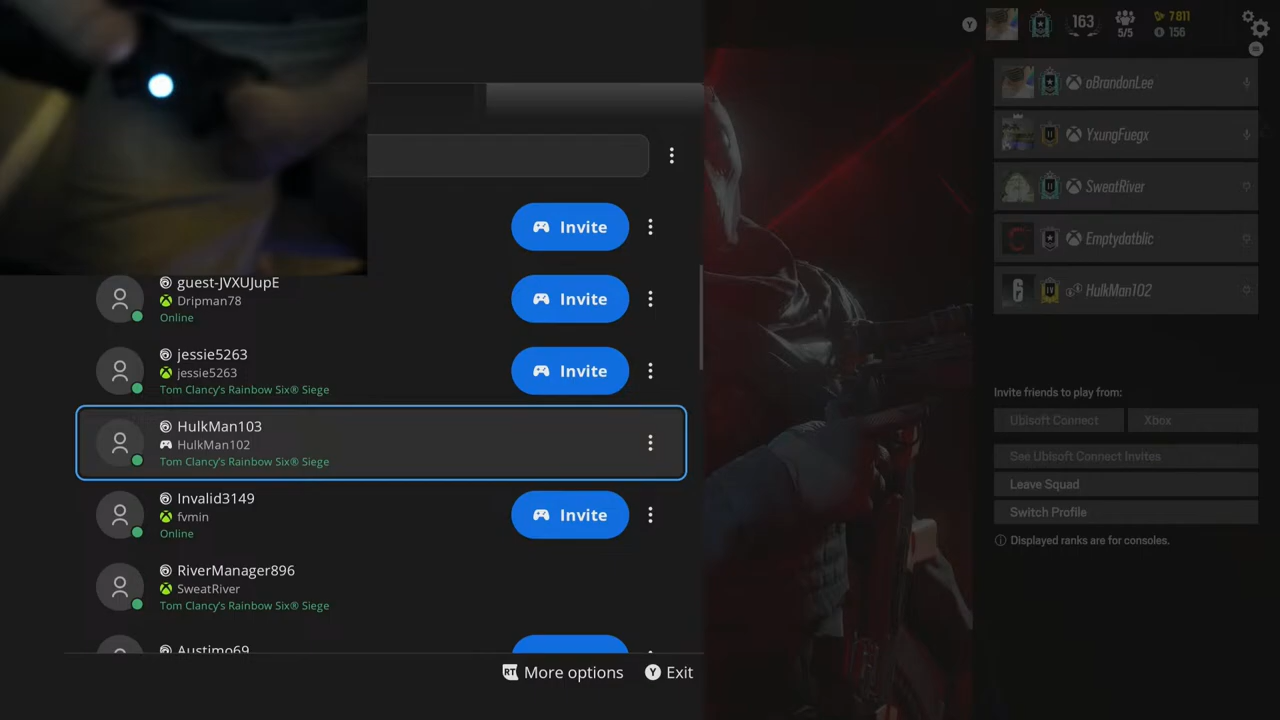 Y
163
5/5
7 811
156
oBrandonLee
YxungFuegx
SweatRiver
Emptydatblic
HulkMan102
Invite friends to play from:
Ubisoft Connect
Xbox
See Ubisoft Connect Invites
Leave Squad
Switch Profile
Displayed ranks are for consoles.
Invite
guest-JVXUJupE
Dripman78
Online
Invite
jessie5263
jessie5263
Tom Clancy's Rainbow Six® Siege
Invite
HulkMan103
HulkMan102
Tom Clancy's Rainbow Six® Siege
Invalid3149
fvmin
Online
Invite
RiverManager896
SweatRiver
Tom Clancy's Rainbow Six® Siege
Austimo69
RT More options
Y Exit